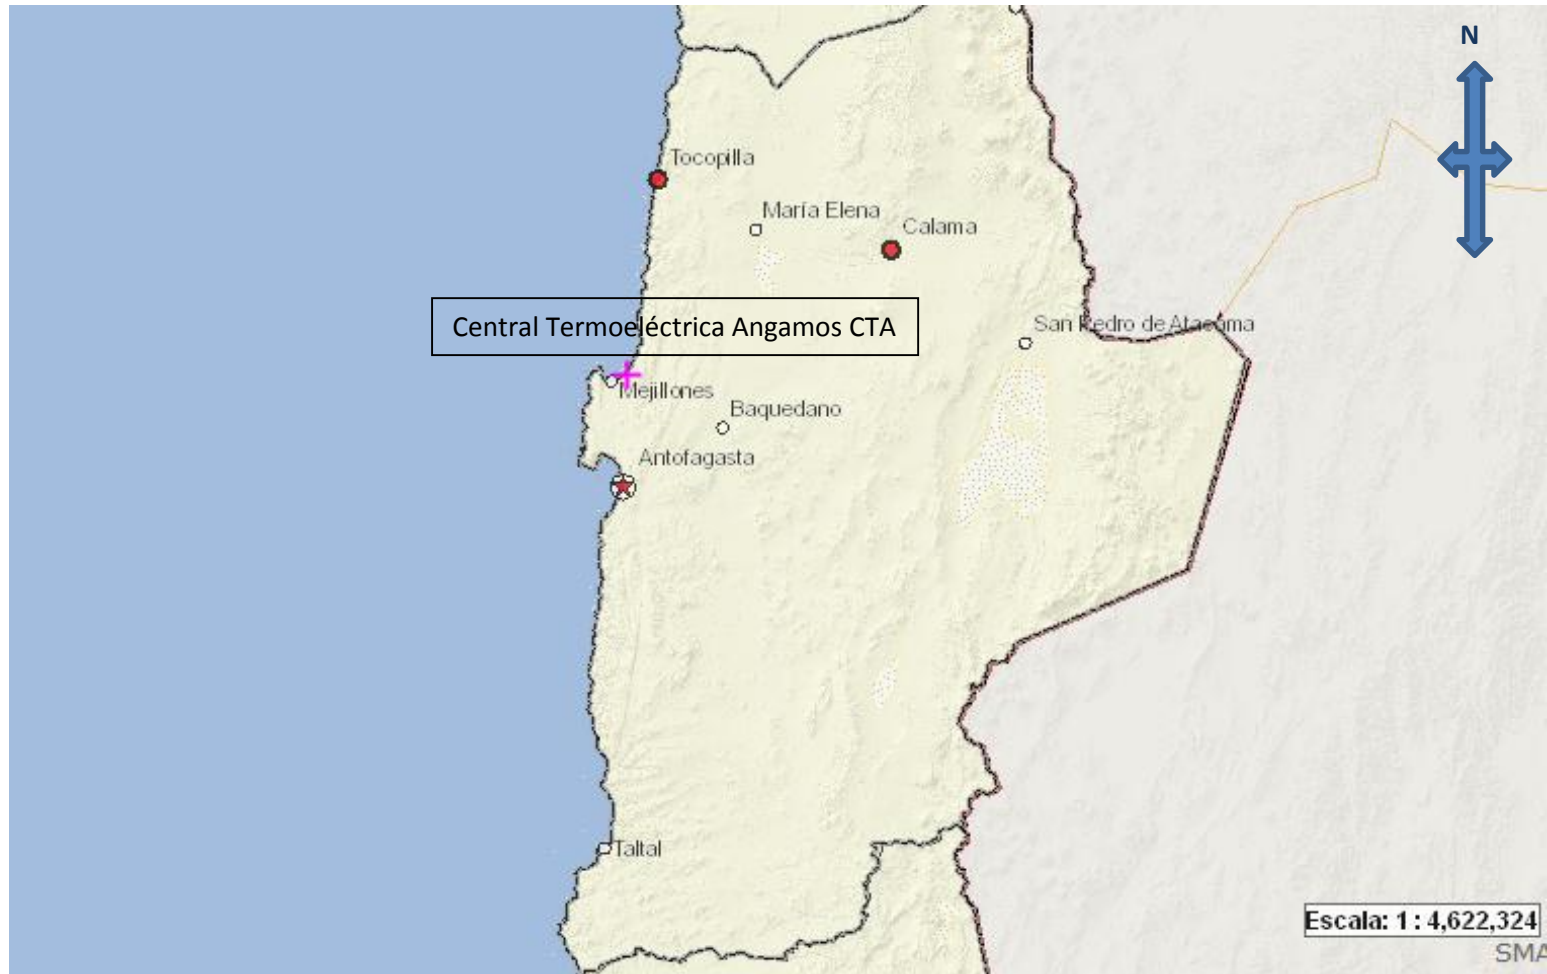 N
Tocopilla
María Elena
Calama
Central Termoeléctrica Angamos CTA
San Pedro de Atacama
Mejillones
Baquedano
Antofagasta
Taltal
Escala: 1 : 4,622,324
SMA